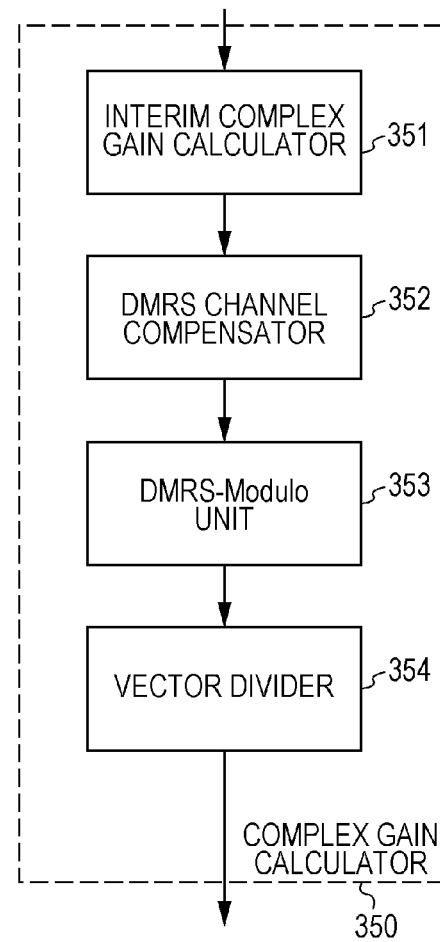 INTERIM COMPLEX
GAIN CALCULATOR
351
DMRS CHANNEL
COMPENSATOR
352
DMRS-Modulo
UNIT
353
VECTOR DIVIDER
354
COMPLEX GAIN
CALCULATOR
350